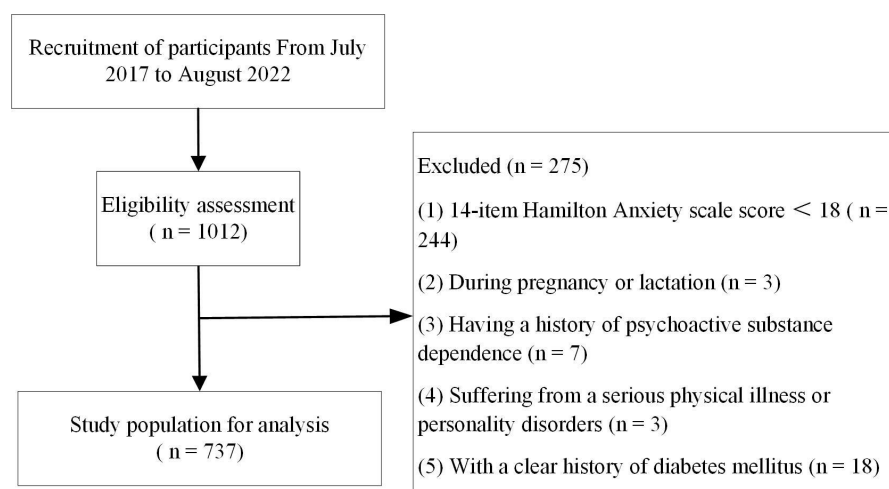 Recruitment of participants From July
2017 to August 2022
Eligibility assessment
( n = 1012)
Excluded (n = 275)
(1) 14-item Hamilton Anxiety scale score < 18 ( n =
244)
(2) During pregnancy or lactation (n = 3)
(3) Having a history of psychoactive substance
dependence (n = 7)
(4) Suffering from a serious physical illness or
personality disorders (n = 3)
(5) With a clear history of diabetes mellitus (n = 18)
Study population for analysis
( n = 737)